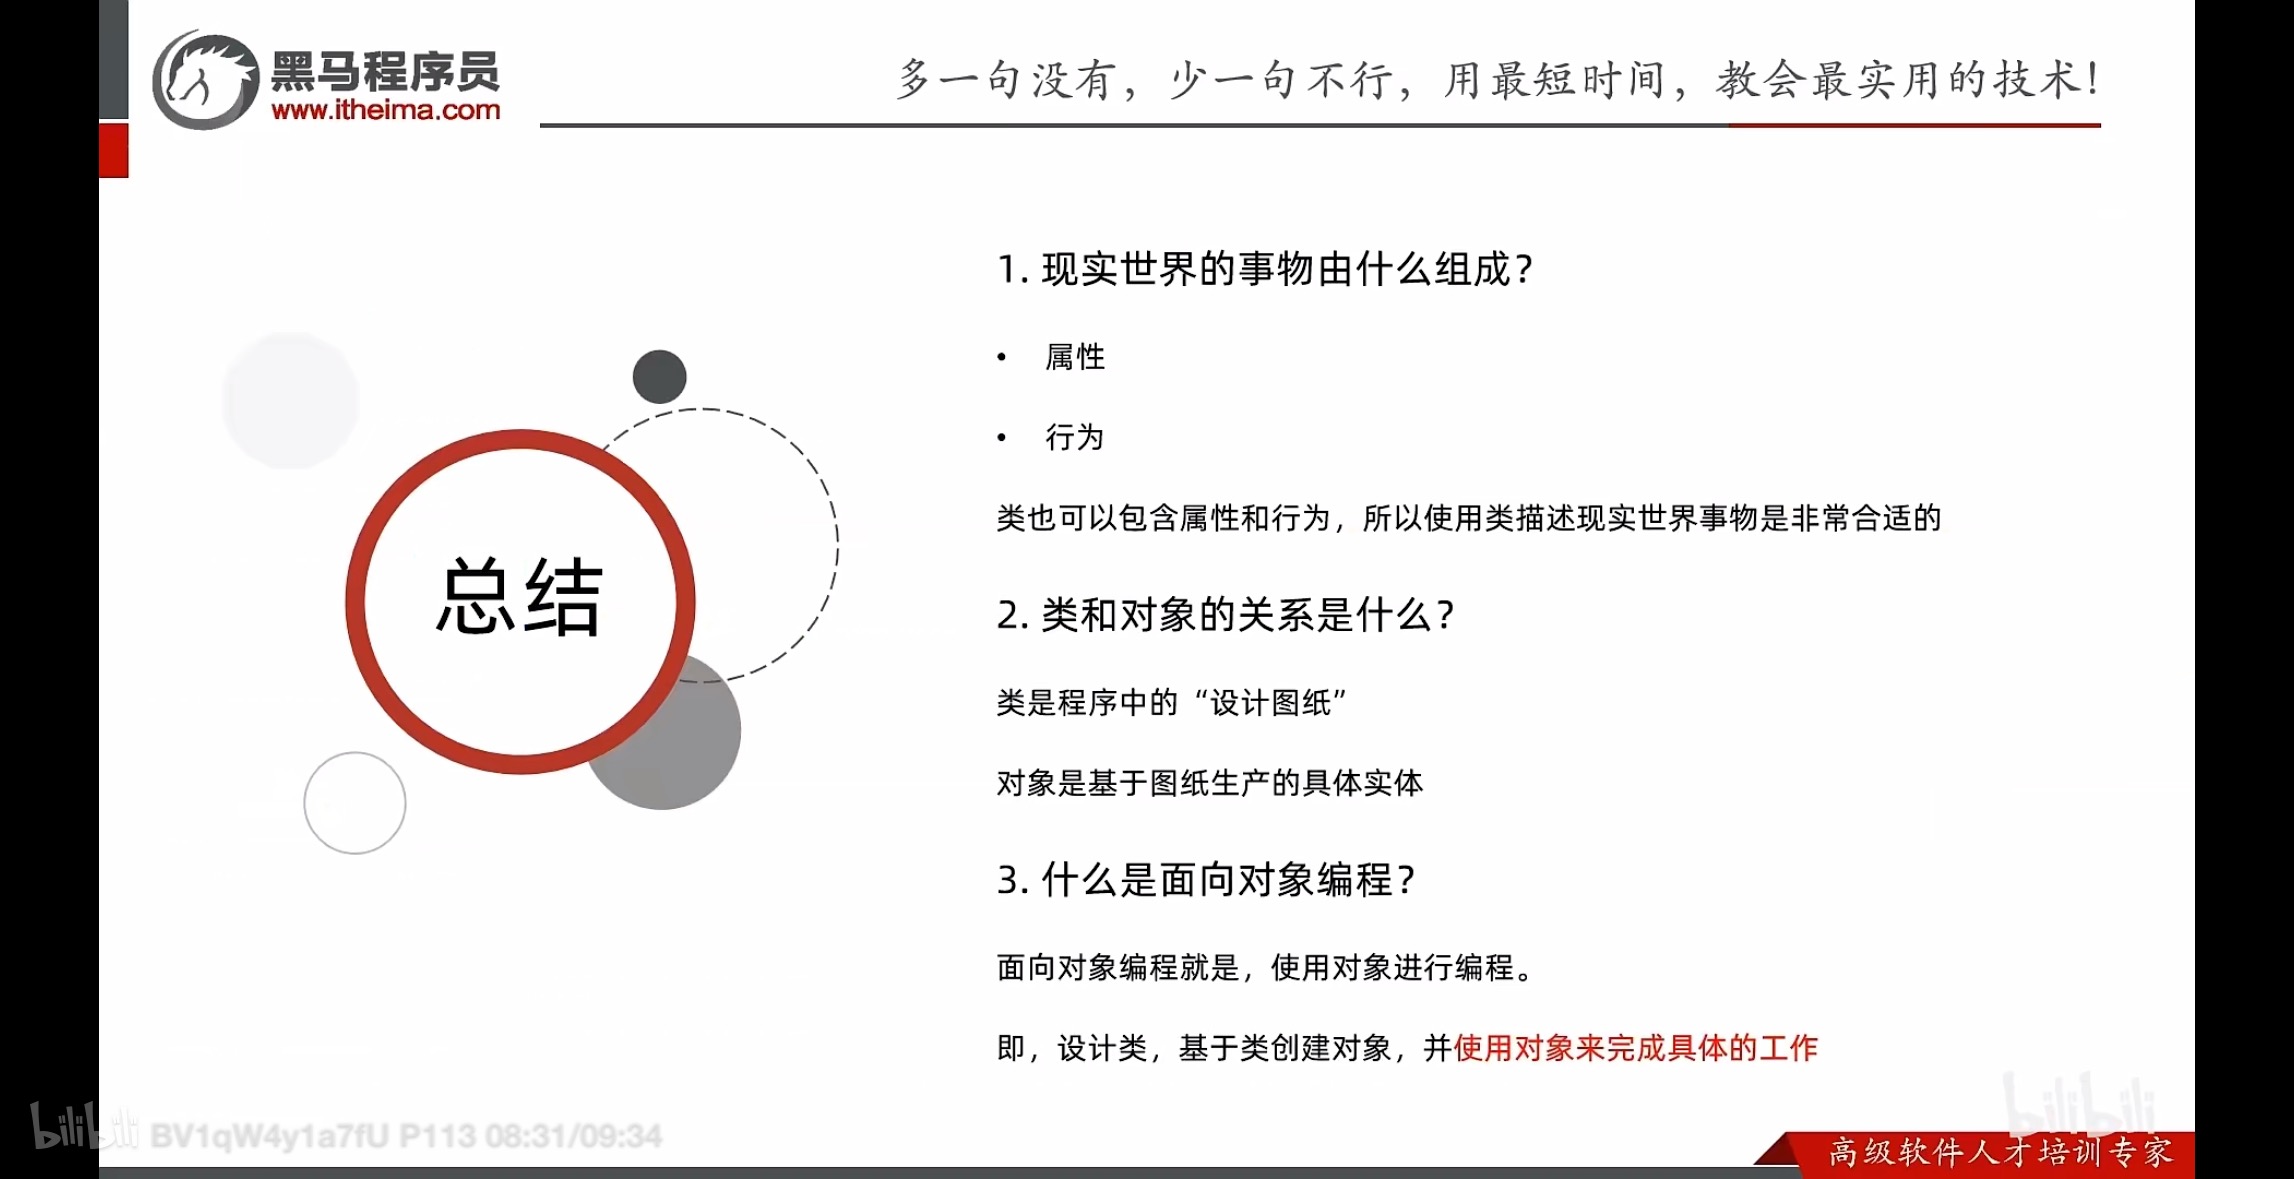 黑马程序员
www.itheima.com
多一句没有，少一句不行，用最短时间，教会最实用的技术！
总结
1. 现实世界的事物由什么组成？
• 属性
• 行为
类也可以包含属性和行为，所以使用类描述现实世界事物是非常合适的
2. 类和对象的关系是什么？
类是程序中的“设计图纸”
对象是基于图纸生产的具体实体
3. 什么是面向对象编程？
面向对象编程就是，使用对象进行编程。
即，设计类，基于类创建对象，并使用对象来完成具体的工作
bilibili BV1qW4y1a7fU P113 08:31/09:34
bilibili
高级软件人才培训专家